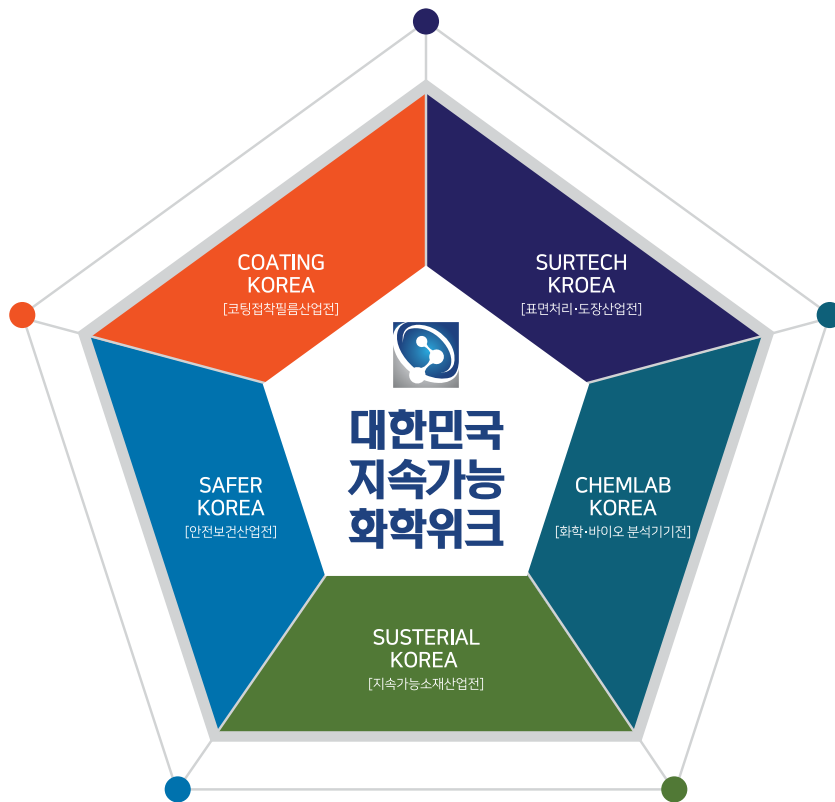 COATING
KOREA
[코팅접착필름산업전]
SURTECH
KROEA
[표면처리•도장산업전]
대한민국
지속가능
화학위크
SAFER
KOREA
[안전보건산업전]
CHEMLAB
KOREA
[화학•바이오 분석기기전]
SUSTERIAL
KOREA
[지속가능소재산업전]